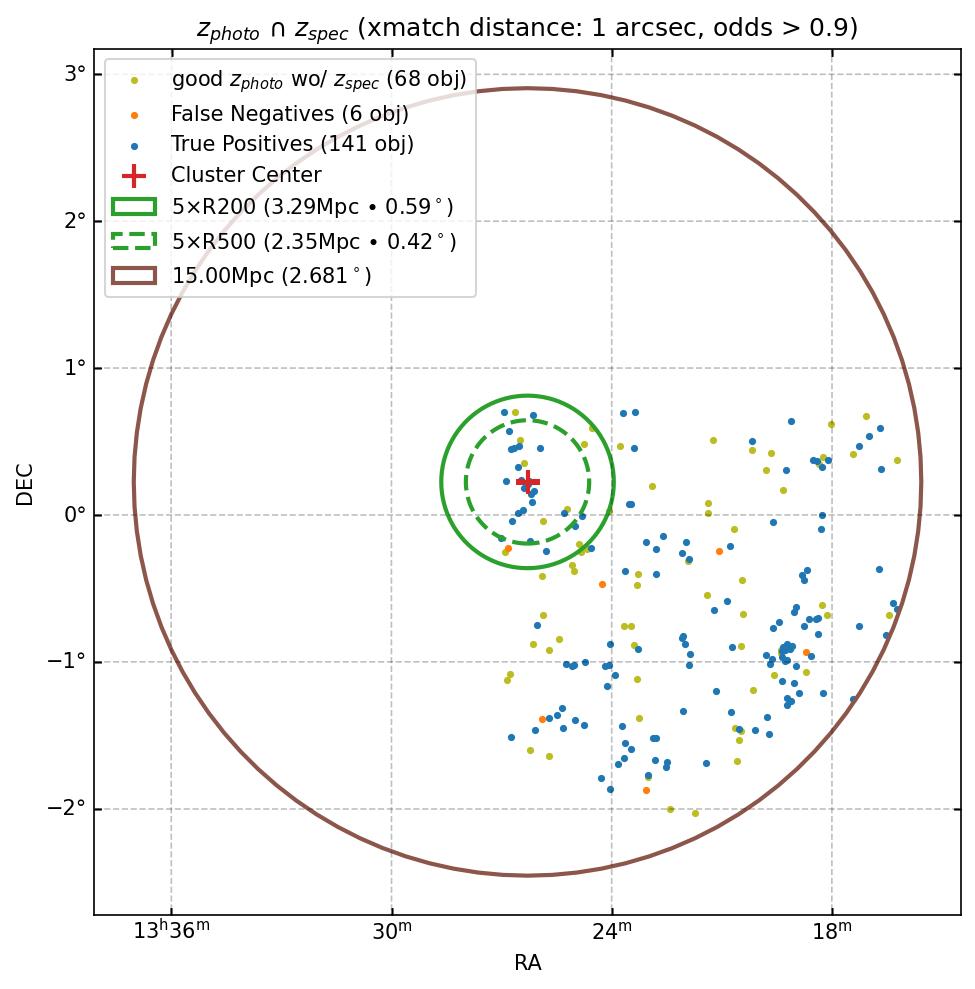 z_photo ∩ z_spec (xmatch distance: 1 arcsec, odds > 0.9)
good z_photo wo/ z_spec (68 obj)
False Negatives (6 obj)
True Positives (141 obj)
Cluster Center
5×R200 (3.29Mpc • 0.59°)
5×R500 (2.35Mpc • 0.42°)
15.00Mpc (2.681°)
3°
2°
1°
0°
−1°
−2°
DEC
13ʰ36ᵐ 30ᵐ 24ᵐ 18ᵐ
RA